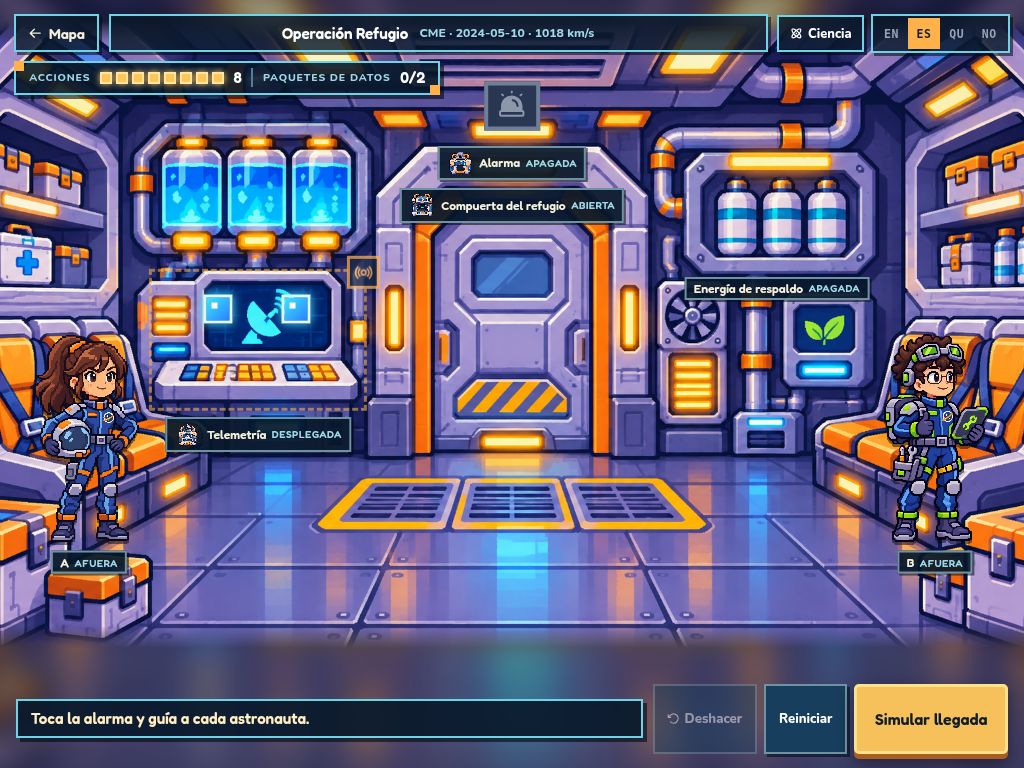 ← Mapa
Operación Refugio CME · 2024-05-10 · 1018 km/s
Ciencia
EN ES QU NO
ACCIONES 8 PAQUETES DE DATOS 0/2
Alarma APAGADA
Compuerta del refugio ABIERTA
Energía de respaldo APAGADA
Telemetría DESPLEGADA
A AFUERA
B AFUERA
Toca la alarma y guía a cada astronauta.
Deshacer
Reiniciar
Simular llegada